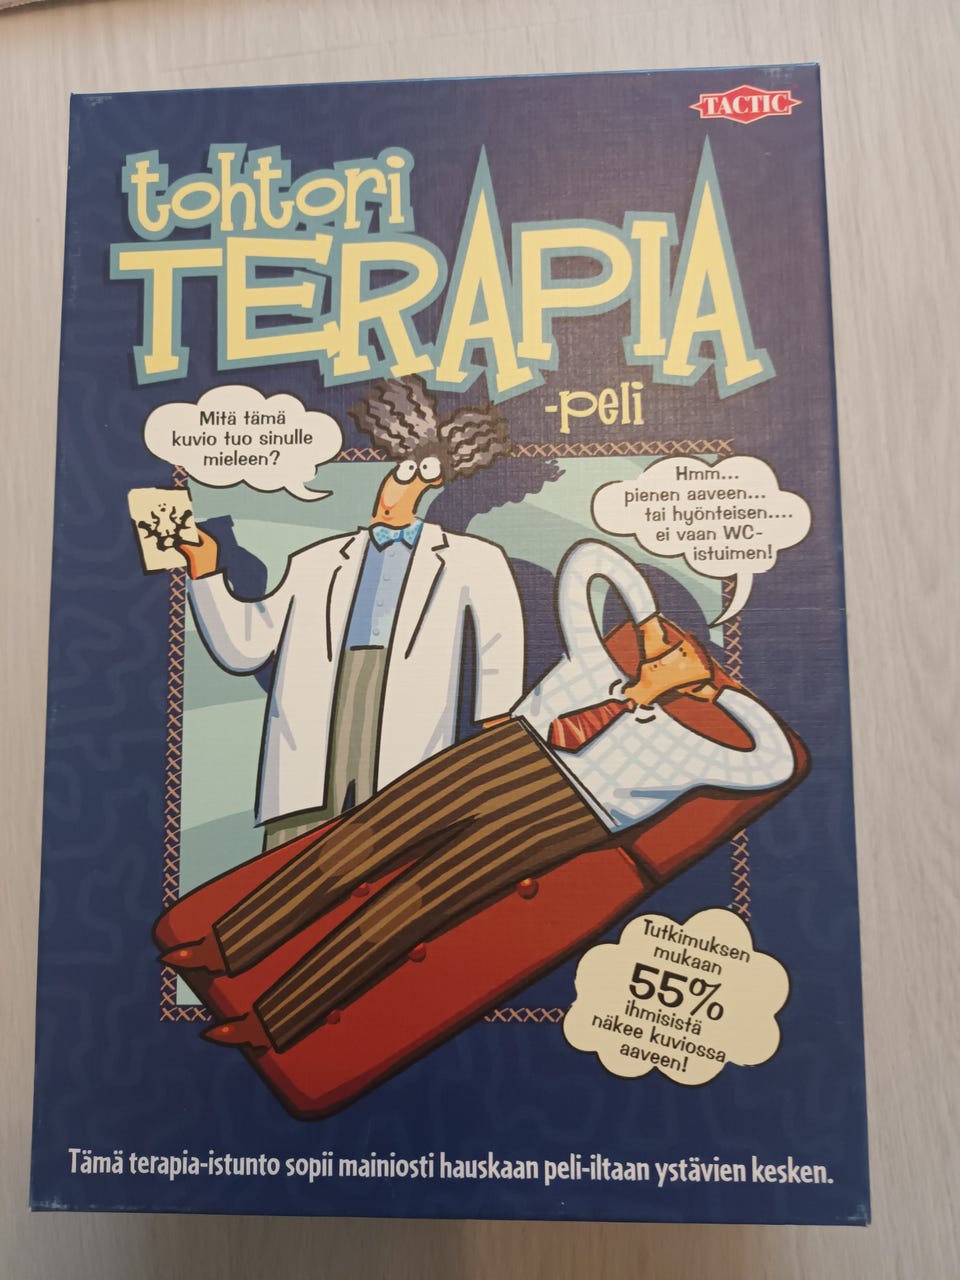 TACTIC
tohtori
TERAPIA
-peli
Mitä tämä
kuvio tuo sinulle
mieleen?
Hmm...
pienen aaveen...
tai hyönteisen....
ei vaan WC-
istuimen!
Tutkimuksen
mukaan
55%
ihmisistä
näkee kuviossa
aaveen!
Tämä terapia-istunto sopii mainiosti hauskaan peli-iltaan ystävien kesken.